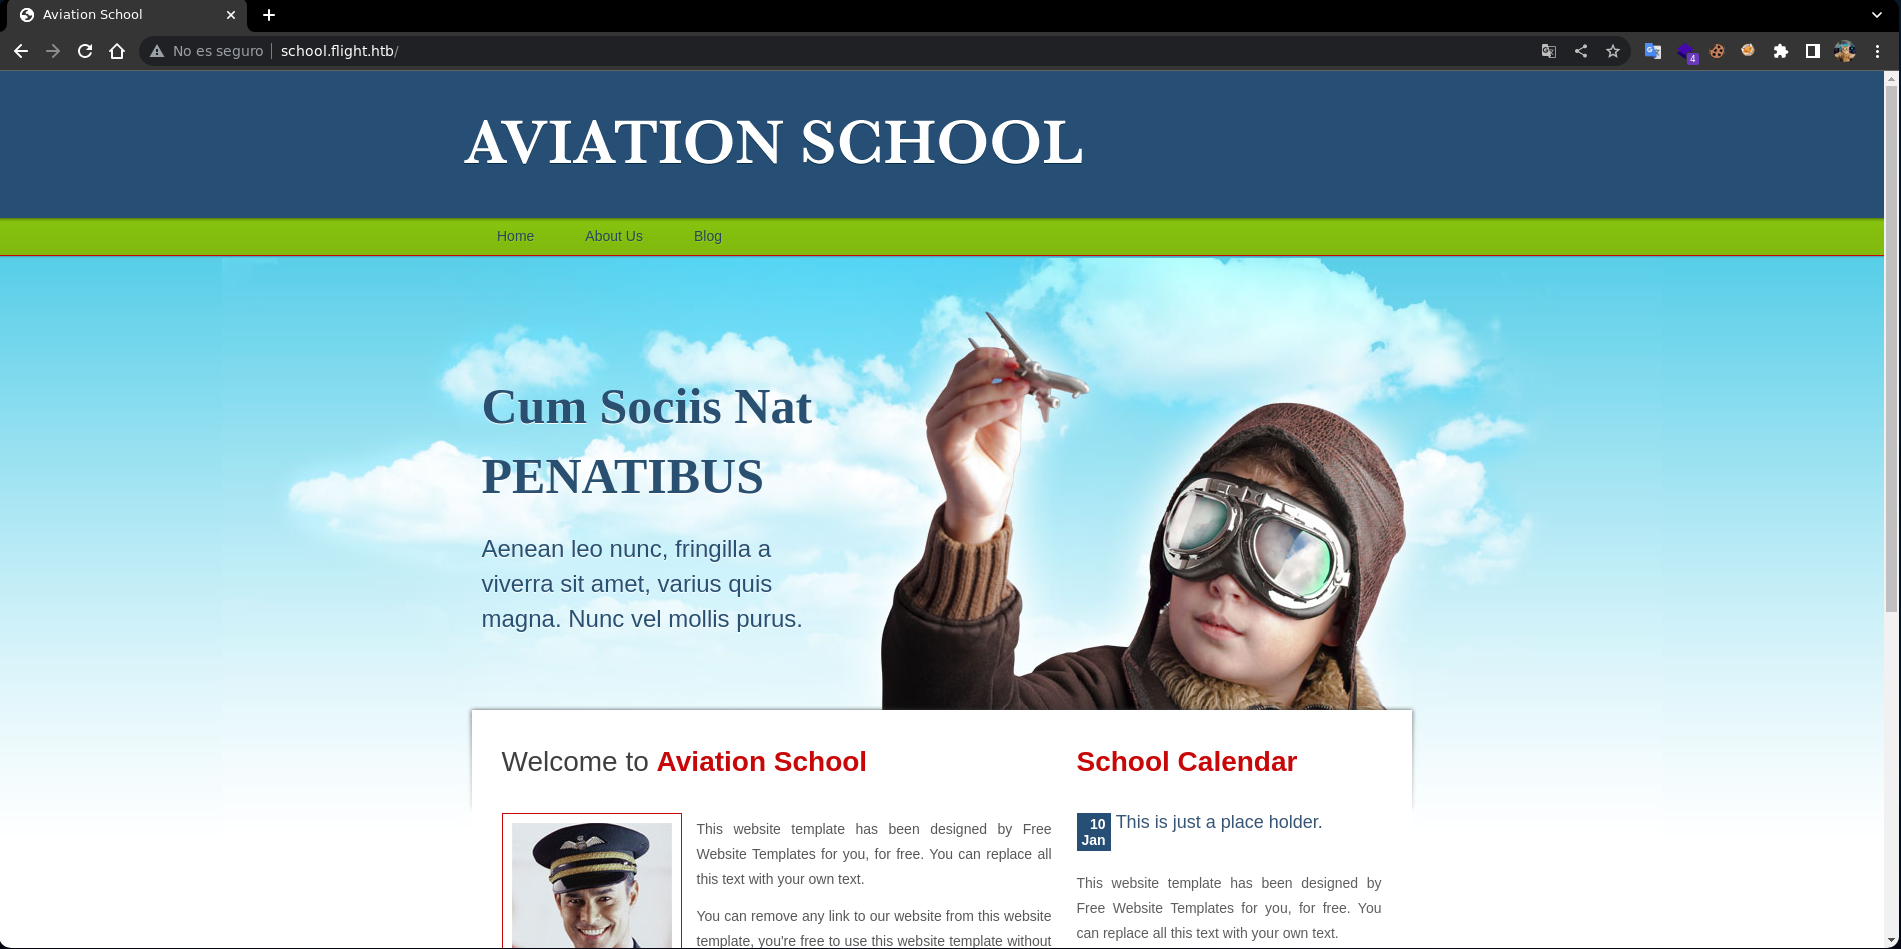 Aviation School
No es seguro
school.flight.htb/
4
AVIATION SCHOOL
Home
About Us
Blog
Cum Sociis Nat
PENATIBUS
Aenean leo nunc, fringilla a
viverra sit amet, varius quis
magna. Nunc vel mollis purus.
Welcome to Aviation School
This website template has been designed by Free
Website Templates for you, for free. You can replace all
this text with your own text.
You can remove any link to our website from this website
template, you're free to use this website template without
School Calendar
10
Jan
This is just a place holder.
This website template has been designed by
Free Website Templates for you, for free. You
can replace all this text with your own text.